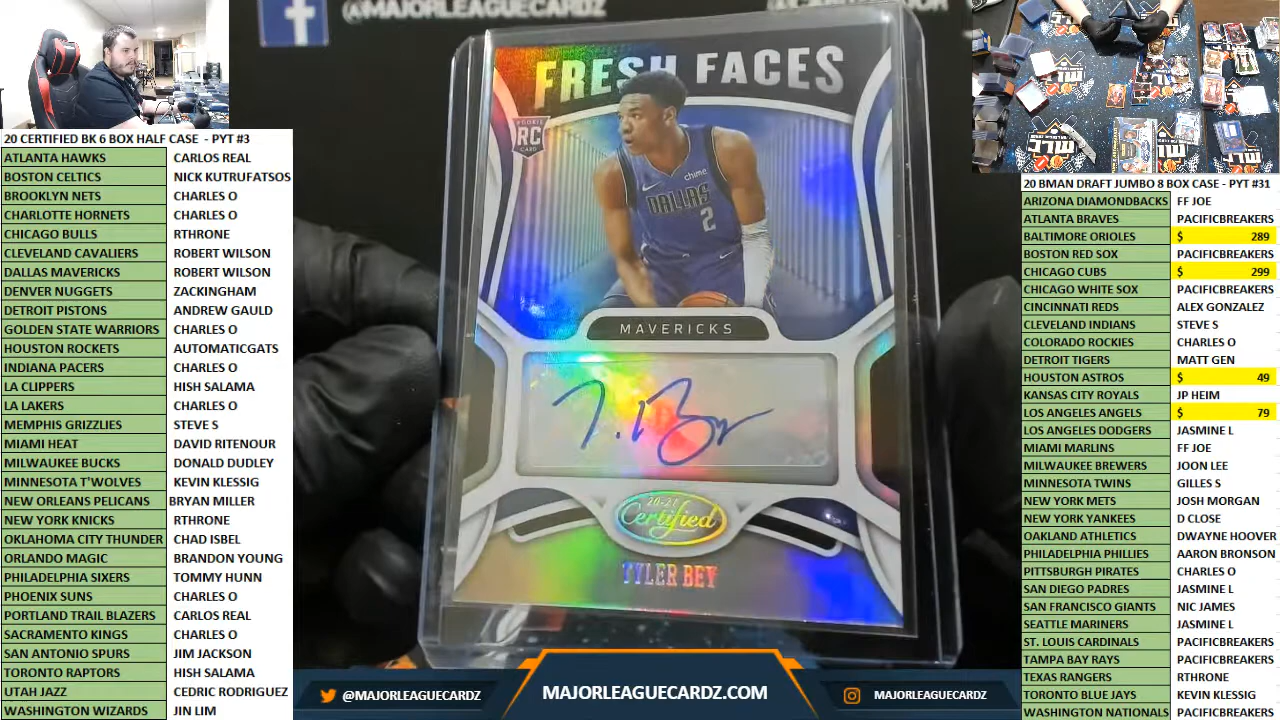 @MAJORLEAGUECARDZ
FRESH FACES
ROOKIE
RC
CARD
chime
DALLAS
2
MAVERICKS
T. Bey
20-21
Certified
TYLER BEY
20 CERTIFIED BK 6 BOX HALF CASE - PYT #3
ATLANTA HAWKS CARLOS REAL
BOSTON CELTICS NICK KUTRUFATSOS
BROOKLYN NETS CHARLES O
CHARLOTTE HORNETS CHARLES O
CHICAGO BULLS RTHRONE
CLEVELAND CAVALIERS ROBERT WILSON
DALLAS MAVERICKS ROBERT WILSON
DENVER NUGGETS ZACKINGHAM
DETROIT PISTONS ANDREW GAULD
GOLDEN STATE WARRIORS CHARLES O
HOUSTON ROCKETS AUTOMATICGATS
INDIANA PACERS CHARLES O
LA CLIPPERS HISH SALAMA
LA LAKERS CHARLES O
MEMPHIS GRIZZLIES STEVE S
MIAMI HEAT DAVID RITENOUR
MILWAUKEE BUCKS DONALD DUDLEY
MINNESOTA T'WOLVES KEVIN KLESSIG
NEW ORLEANS PELICANS BRYAN MILLER
NEW YORK KNICKS RTHRONE
OKLAHOMA CITY THUNDER CHAD ISBEL
ORLANDO MAGIC BRANDON YOUNG
PHILADELPHIA SIXERS TOMMY HUNN
PHOENIX SUNS CHARLES O
PORTLAND TRAIL BLAZERS CARLOS REAL
SACRAMENTO KINGS CHARLES O
SAN ANTONIO SPURS JIM JACKSON
TORONTO RAPTORS HISH SALAMA
UTAH JAZZ CEDRIC RODRIGUEZ
WASHINGTON WIZARDS JIN LIM
20 BMAN DRAFT JUMBO 8 BOX CASE - PYT #31
ARIZONA DIAMONDBACKS FF JOE
ATLANTA BRAVES PACIFICBREAKERS
BALTIMORE ORIOLES $ 289
BOSTON RED SOX PACIFICBREAKERS
CHICAGO CUBS $ 299
CHICAGO WHITE SOX PACIFICBREAKERS
CINCINNATI REDS ALEX GONZALEZ
CLEVELAND INDIANS STEVE S
COLORADO ROCKIES CHARLES O
DETROIT TIGERS MATT GEN
HOUSTON ASTROS $ 49
KANSAS CITY ROYALS JP HEIM
LOS ANGELES ANGELS $ 79
LOS ANGELES DODGERS JASMINE L
MIAMI MARLINS FF JOE
MILWAUKEE BREWERS JOON LEE
MINNESOTA TWINS GILLES S
NEW YORK METS JOSH MORGAN
NEW YORK YANKEES D CLOSE
OAKLAND ATHLETICS DWAYNE HOOVER
PHILADELPHIA PHILLIES AARON BRONSON
PITTSBURGH PIRATES CHARLES O
SAN DIEGO PADRES JASMINE L
SAN FRANCISCO GIANTS NIC JAMES
SEATTLE MARINERS JASMINE L
ST. LOUIS CARDINALS PACIFICBREAKERS
TAMPA BAY RAYS PACIFICBREAKERS
TEXAS RANGERS RTHRONE
TORONTO BLUE JAYS KEVIN KLESSIG
WASHINGTON NATIONALS PACIFICBREAKERS
@MAJORLEAGUECARDZ
MAJORLEAGUECARDZ.COM
MAJORLEAGUECARDZ